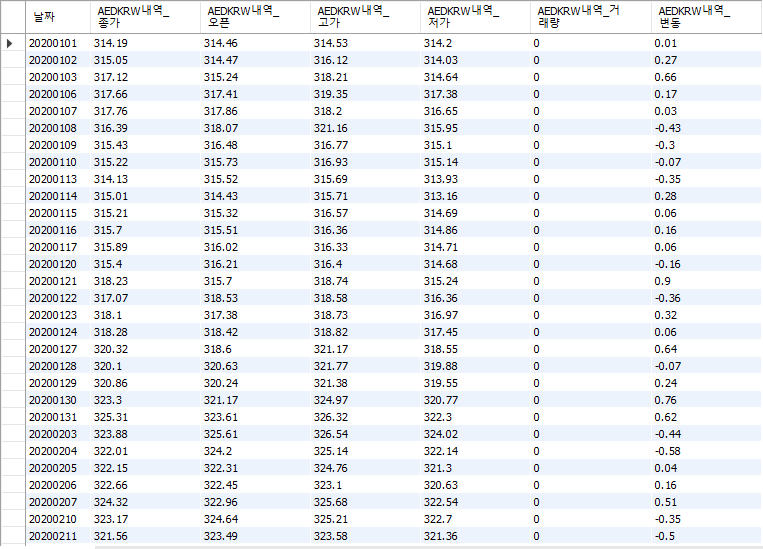 날짜 AEDKRW내역_종가 AEDKRW내역_오픈 AEDKRW내역_고가 AEDKRW내역_저가 AEDKRW내역_거래량 AEDKRW내역_변동
20200101 314.19 314.46 314.53 314.2 0 0.01
20200102 315.05 314.47 316.12 314.03 0 0.27
20200103 317.12 315.24 318.21 314.64 0 0.66
20200106 317.66 317.41 319.35 317.38 0 0.17
20200107 317.76 317.86 318.2 316.65 0 0.03
20200108 316.39 318.07 321.16 315.95 0 -0.43
20200109 315.43 316.48 316.77 315.1 0 -0.3
20200110 315.22 315.73 316.93 315.14 0 -0.07
20200113 314.13 315.52 315.69 313.93 0 -0.35
20200114 315.01 314.43 315.71 313.16 0 0.28
20200115 315.21 315.32 316.57 314.69 0 0.06
20200116 315.7 315.51 316.36 314.86 0 0.16
20200117 315.89 316.02 316.33 314.71 0 0.06
20200120 315.4 316.21 316.4 314.68 0 -0.16
20200121 318.23 315.7 318.74 315.24 0 0.9
20200122 317.07 318.53 318.58 316.36 0 -0.36
20200123 318.1 317.38 318.73 316.97 0 0.32
20200124 318.28 318.42 318.82 317.45 0 0.06
20200127 320.32 318.6 321.17 318.55 0 0.64
20200128 320.1 320.63 321.77 319.88 0 -0.07
20200129 320.86 320.24 321.38 319.55 0 0.24
20200130 323.3 321.17 324.97 320.77 0 0.76
20200131 325.31 323.61 326.32 322.3 0 0.62
20200203 323.88 325.61 326.54 324.02 0 -0.44
20200204 322.01 324.2 325.14 322.14 0 -0.58
20200205 322.15 322.31 324.76 321.3 0 0.04
20200206 322.66 322.45 323.1 320.63 0 0.16
20200207 324.32 322.96 325.68 322.54 0 0.51
20200210 323.17 324.64 325.21 322.7 0 -0.35
20200211 321.56 323.49 323.58 321.36 0 -0.5